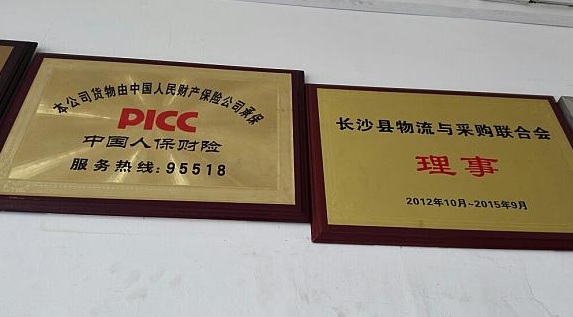 本公司货物由中国人民财产保险公司承保
PICC
中国人保财险
服务热线:95518
长沙县物流与采购联合会
理事
2012年10月~2015年9月